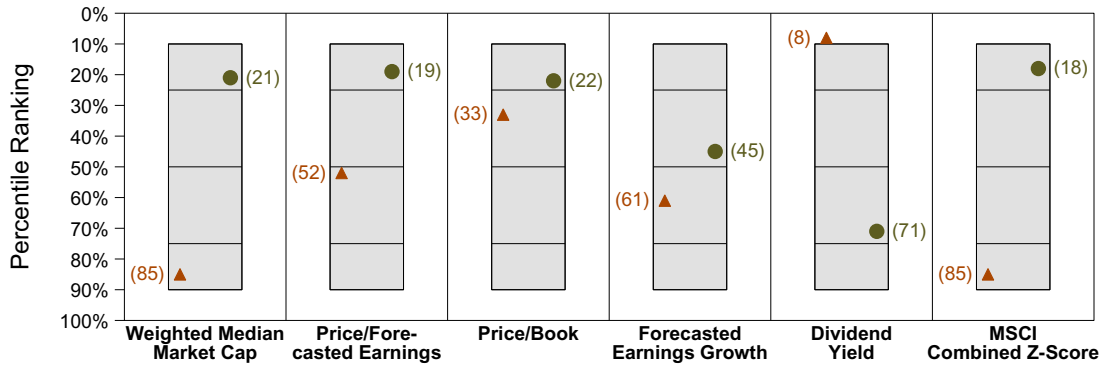 0%
10%
20%
30%
40%
50%
60%
70%
80%
90%
100%
Percentile Ranking
(85)
(21)
(52)
(19)
(33)
(22)
(61)
(45)
(8)
(71)
(85)
(18)
Weighted Median
Market Cap
Price/Fore-
casted Earnings
Price/Book
Forecasted
Earnings Growth
Dividend
Yield
MSCI
Combined Z-Score